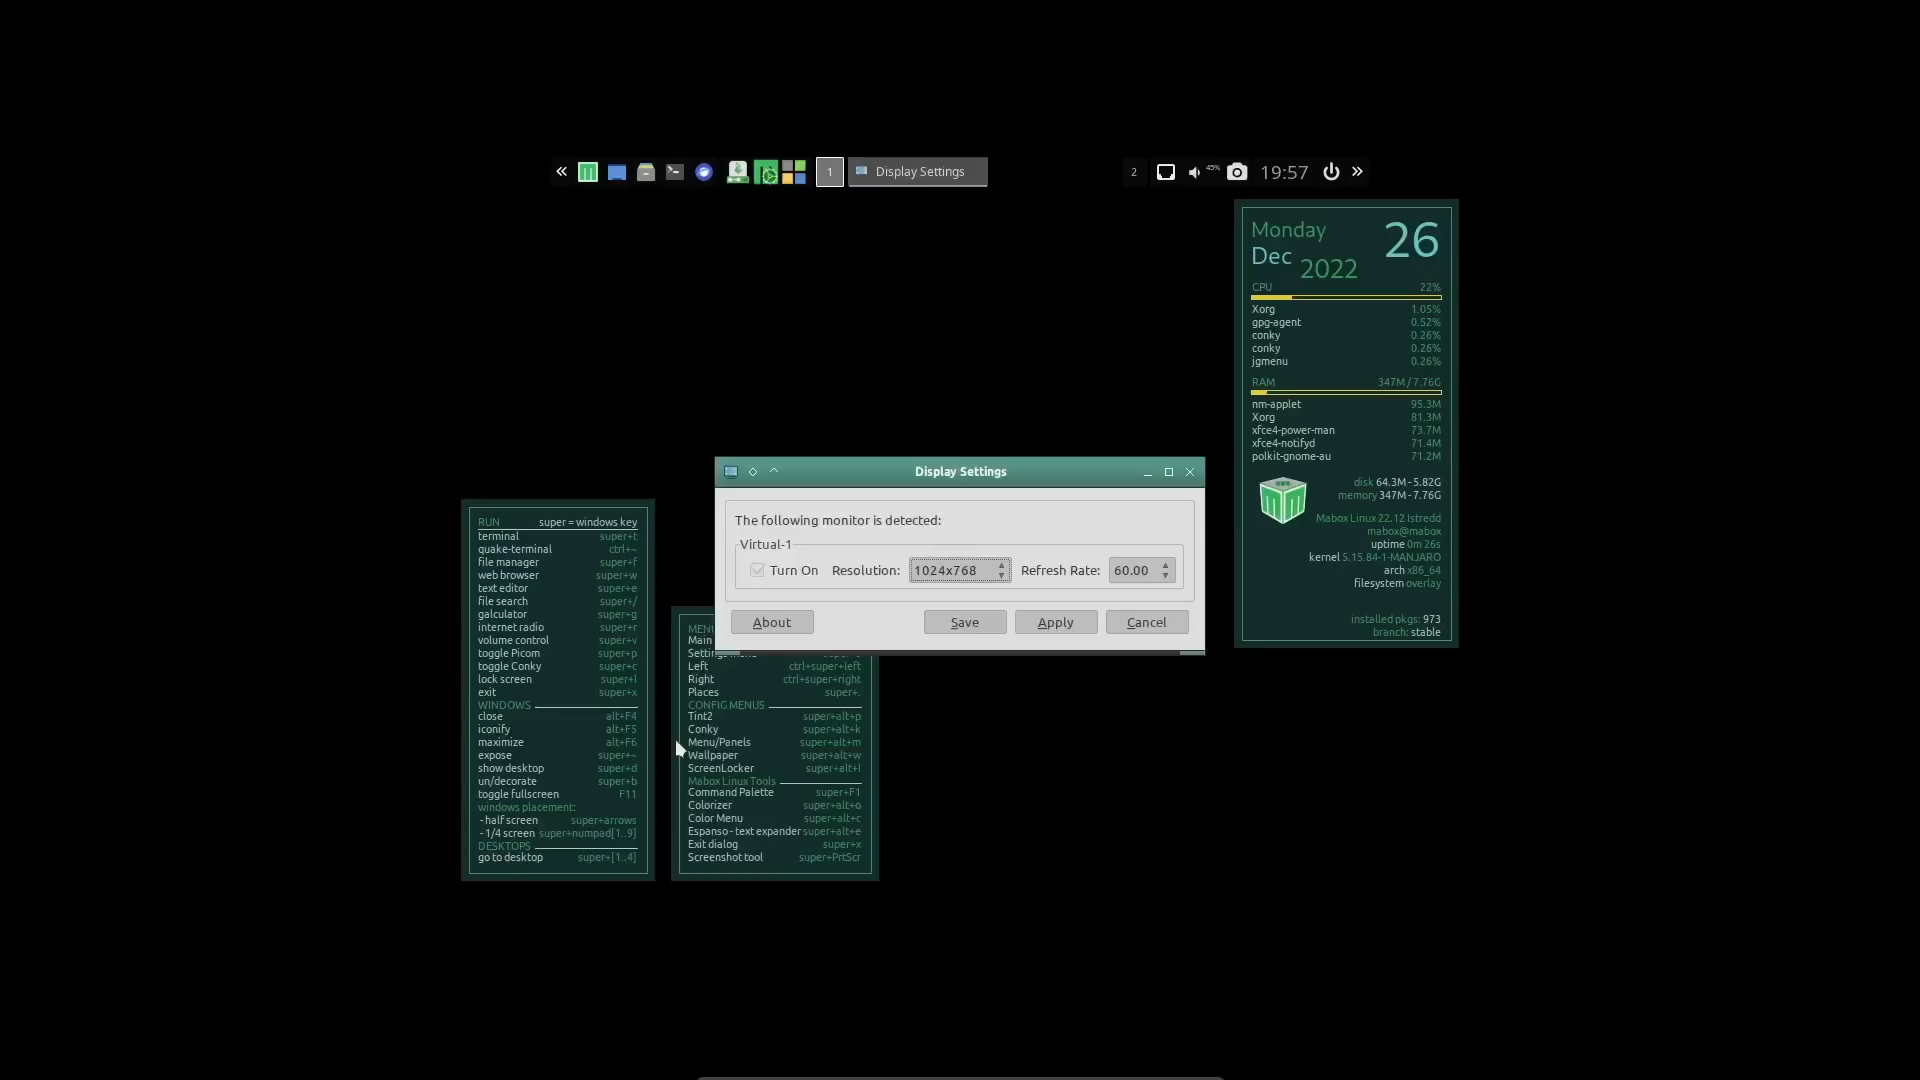 « 1 Display Settings 2 45% 19:57 »
Monday 26
Dec 2022
CPU 22%
Xorg 1.05%
gpg-agent 0.52%
conky 0.26%
conky 0.26%
jgmenu 0.26%
RAM 347M / 7.76G
nm-applet 95.3M
Xorg 81.3M
xfce4-power-man 73.7M
xfce4-notifyd 71.4M
polkit-gnome-au 71.2M
disk 64.3M - 5.82G
memory 347M - 7.76G
Mabox Linux 22.12 Istredd
mabox@mabox
uptime 0m 26s
kernel 5.15.84-1-MANJARO
arch x86_64
filesystem overlay
installed pkgs: 973
branch: stable
Display Settings
The following monitor is detected:
Virtual-1
Turn On Resolution: 1024x768 Refresh Rate: 60.00
About Save Apply Cancel
RUN super = windows key
terminal super+t
quake-terminal ctrl+~
file manager super+f
web browser super+w
text editor super+e
file search super+/
galculator super+g
internet radio super+r
volume control super+v
toggle Picom super+p
toggle Conky super+c
lock screen super+l
exit super+x
WINDOWS
close alt+F4
iconify alt+F5
maximize alt+F6
expose super+~
show desktop super+d
un/decorate super+b
toggle fullscreen F11
windows placement:
- half screen super+arrows
- 1/4 screen super+numpad[1..9]
DESKTOPS
go to desktop super+[1..4]
Main
Left ctrl+super+left
Right ctrl+super+right
Places super+.
CONFIG MENUS
Tint2 super+alt+p
Conky super+alt+k
Menu/Panels super+alt+m
Wallpaper super+alt+w
ScreenLocker super+alt+l
Mabox Linux Tools
Command Palette super+F1
Colorizer super+alt+o
Color Menu super+alt+c
Espanso - text expander super+alt+e
Exit dialog super+x
Screenshot tool super+PrtScr